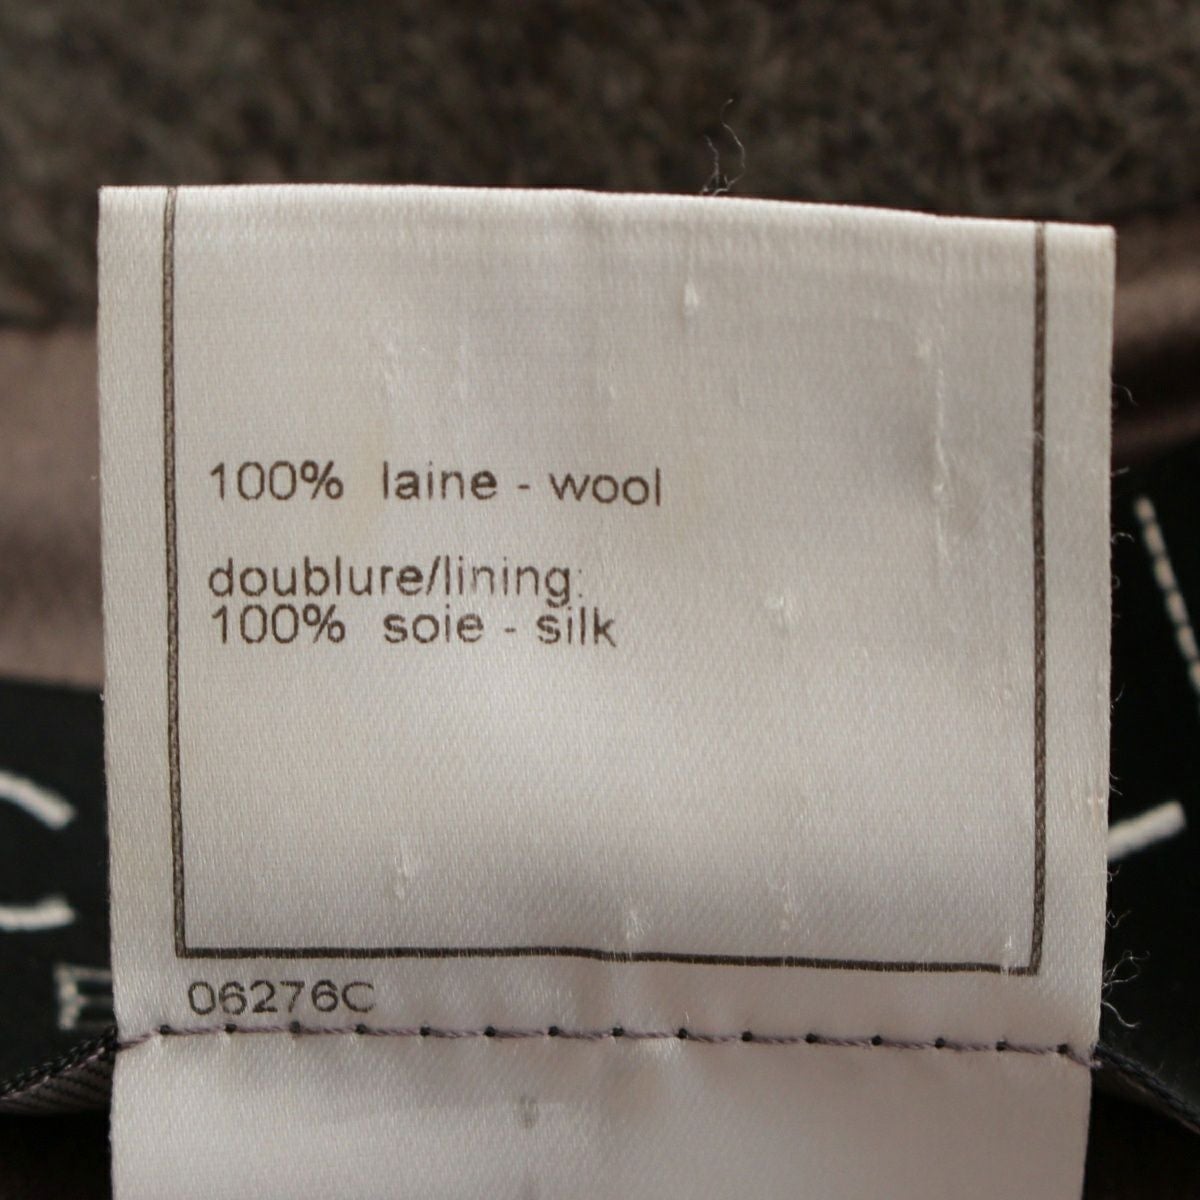 100% laine - wool
doublure/lining:
100% soie - silk
06276C